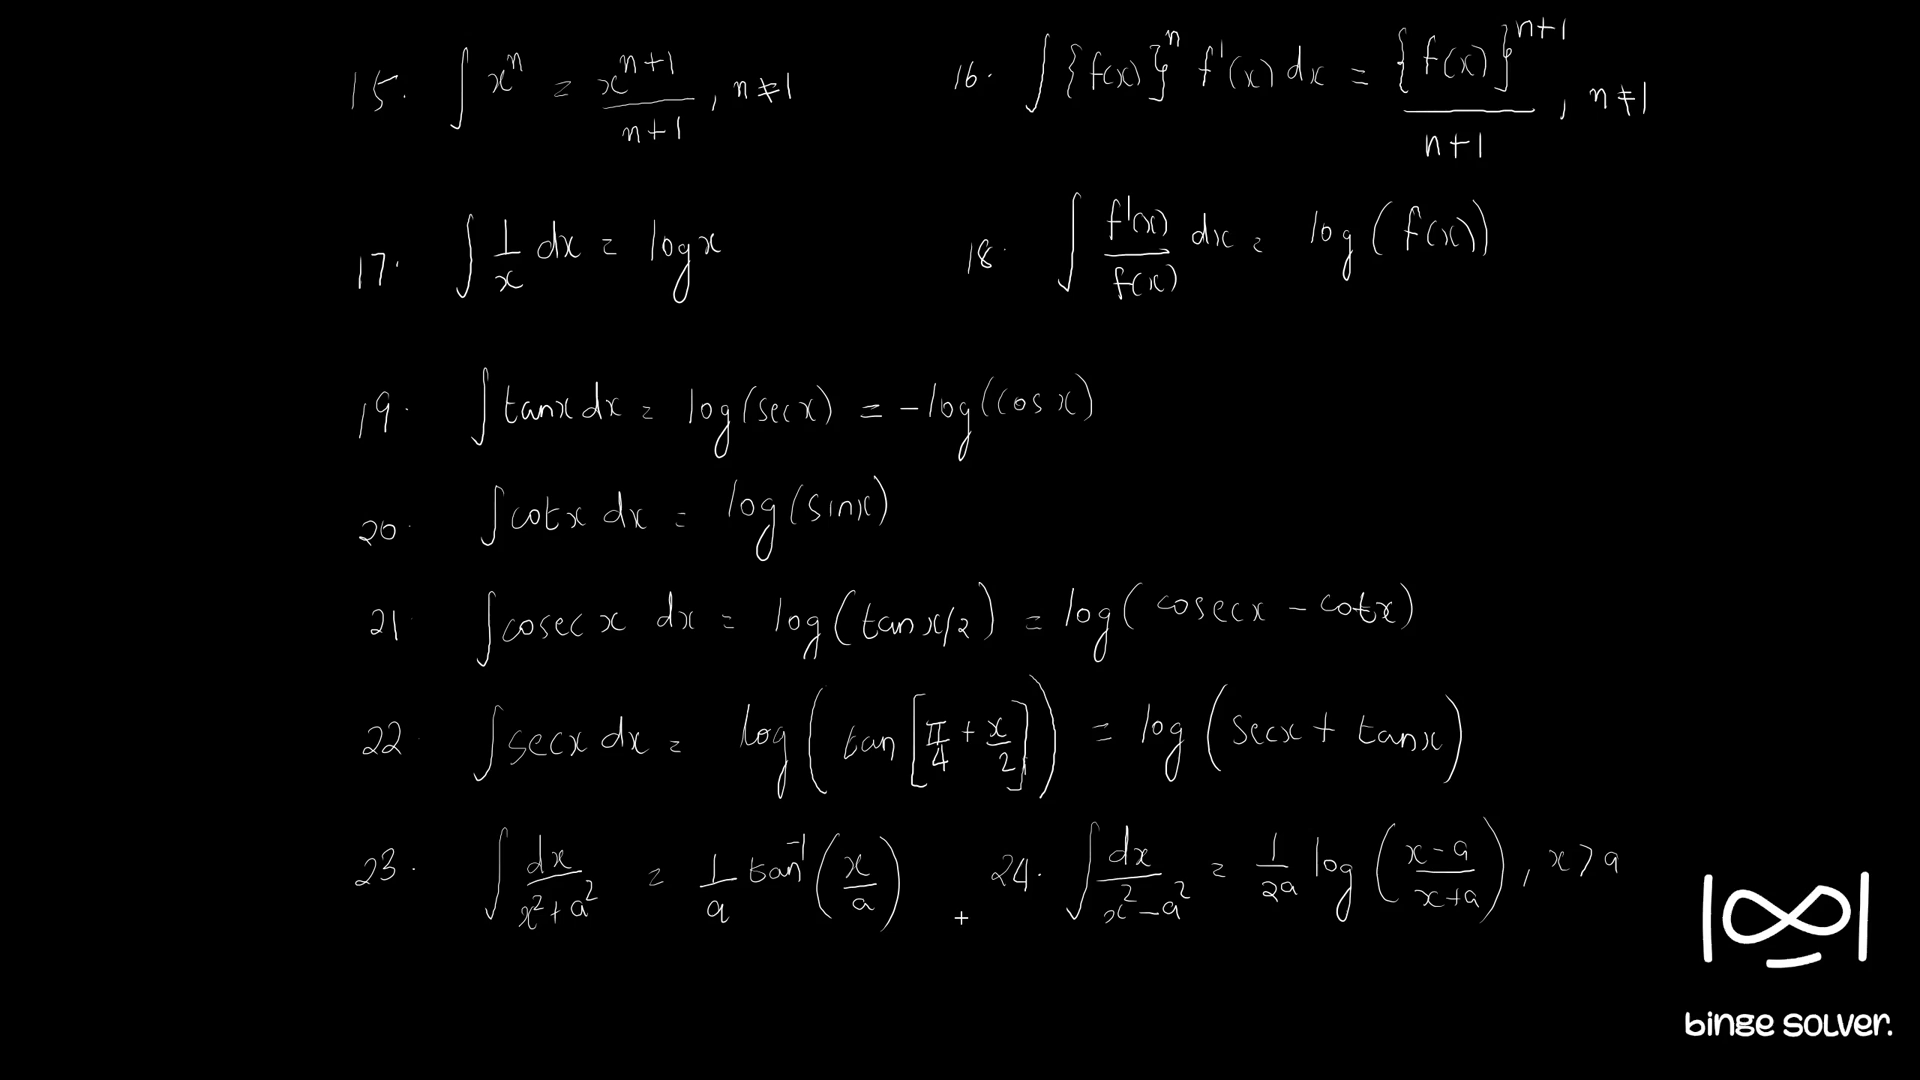 15. ∫ xⁿ = xⁿ⁺¹/n+1 , n≠1
16. ∫ {f(x)}ⁿ f'(x) dx = {f(x)}ⁿ⁺¹/n+1 , n≠1
17. ∫ 1/x dx = log x
18. ∫ f'(x)/f(x) dx = log (f(x))
19. ∫ tanx dx = log(secx) = -log(cosx)
20. ∫ cotx dx = log(sinx)
21 ∫ cosec x dx = log(tan x/2) = log(cosecx - cotx)
22 ∫ secx dx = log(tan[π/4 + x/2]) = log(secx + tanx)
23. ∫ dx/x²+a² = 1/a tan⁻¹(x/a)
+
24. ∫ dx/x²-a² = 1/2a log(x-a/x+a), x>a
binge solver.